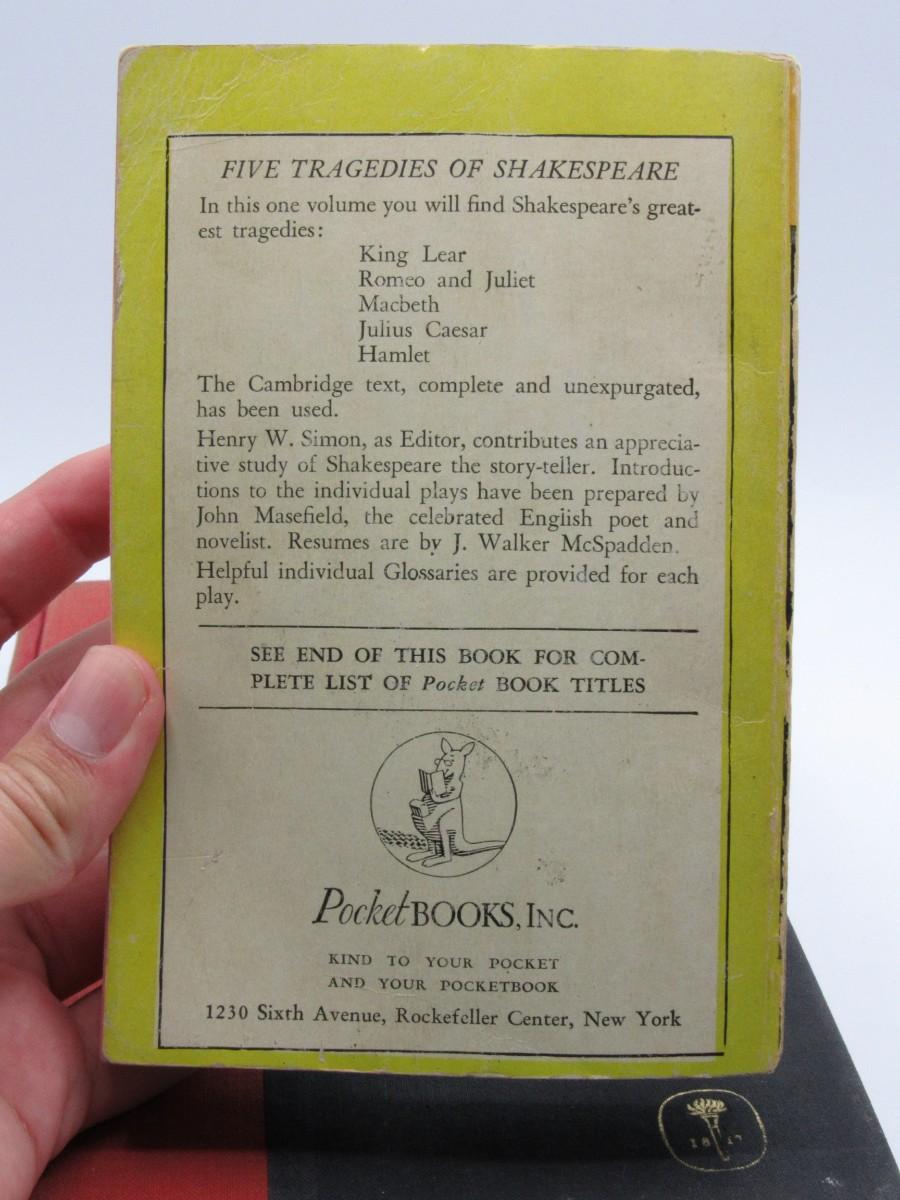 FIVE TRAGEDIES OF SHAKESPEARE
In this one volume you will find Shakespeare's great-
est tragedies:
King Lear
Romeo and Juliet
Macbeth
Julius Caesar
Hamlet
The Cambridge text, complete and unexpurgated,
has been used.
Henry W. Simon, as Editor, contributes an apprecia-
tive study of Shakespeare the story-teller. Introduc-
tions to the individual plays have been prepared by
John Masefield, the celebrated English poet and
novelist. Resumes are by J. Walker McSpadden.
Helpful individual Glossaries are provided for each
play.
SEE END OF THIS BOOK FOR COM-
PLETE LIST OF Pocket BOOK TITLES
Pocket BOOKS, INC.
KIND TO YOUR POCKET
AND YOUR POCKETBOOK
1230 Sixth Avenue, Rockefeller Center, New York
18 17